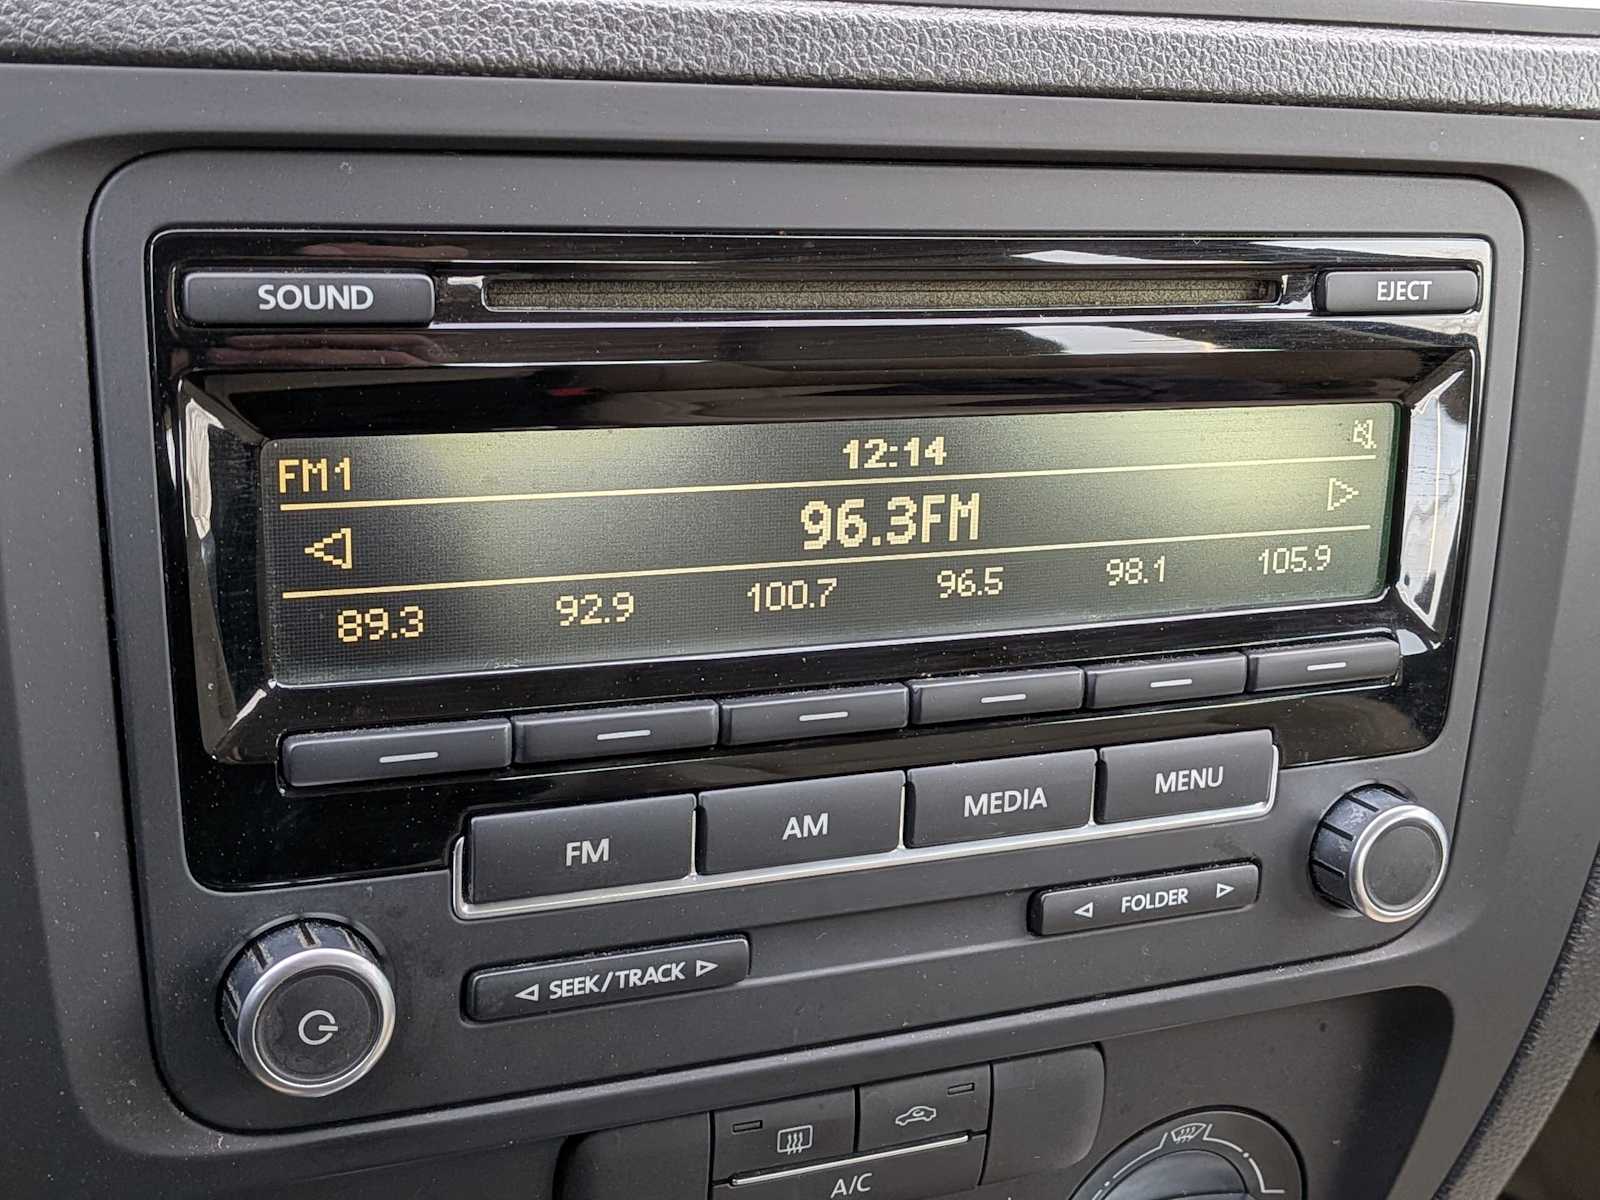 SOUND
EJECT
FM1
12:14
96.3FM
89.3
92.9
100.7
96.5
98.1
105.9
FM
AM
MEDIA
MENU
FOLDER
SEEK/TRACK
A/C